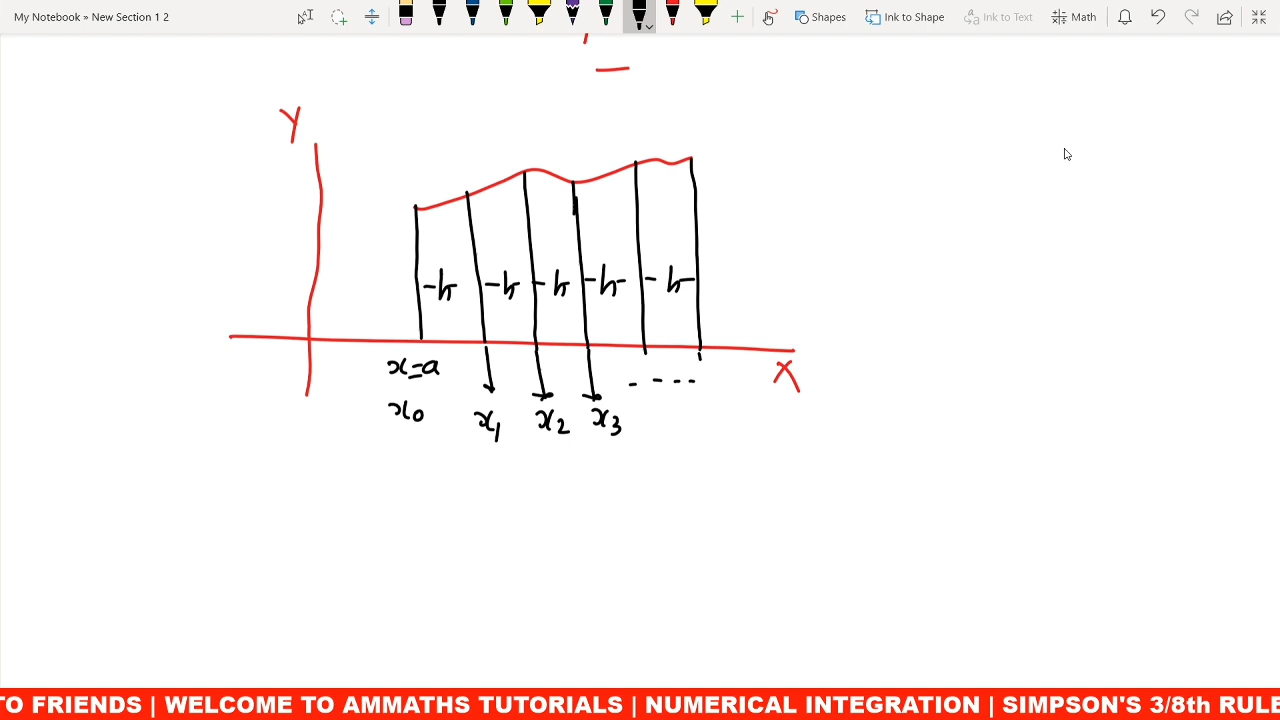 My Notebook » New Section 1 2
Shapes
Ink to Shape
Ink to Text
Math
Y
-h -h -h -h- -h-
x=a
X
- - - -
x0 x1 x2 x3
TO FRIENDS | WELCOME TO AMMATHS TUTORIALS | NUMERICAL INTEGRATION | SIMPSON'S 3/8th RULE